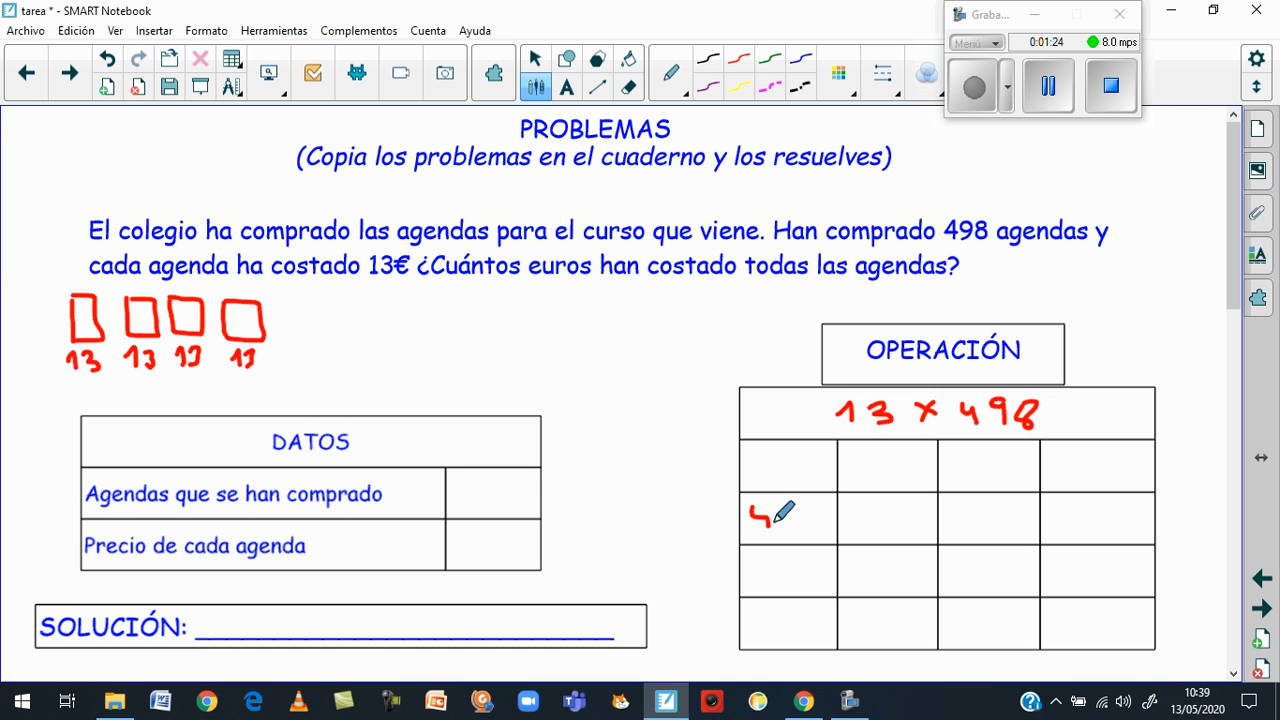 tarea * - SMART Notebook
Graba...
Archivo Edición Ver Insertar Formato Herramientas Complementos Cuenta Ayuda
Menú 0:01:24 8.0 mps
PROBLEMAS
(Copia los problemas en el cuaderno y los resuelves)
El colegio ha comprado las agendas para el curso que viene. Han comprado 498 agendas y
cada agenda ha costado 13€ ¿Cuántos euros han costado todas las agendas?
13 13 13 13
OPERACIÓN
13 x 498
DATOS
Agendas que se han comprado
4
Precio de cada agenda
SOLUCIÓN: ___________________________
10:39
13/05/2020